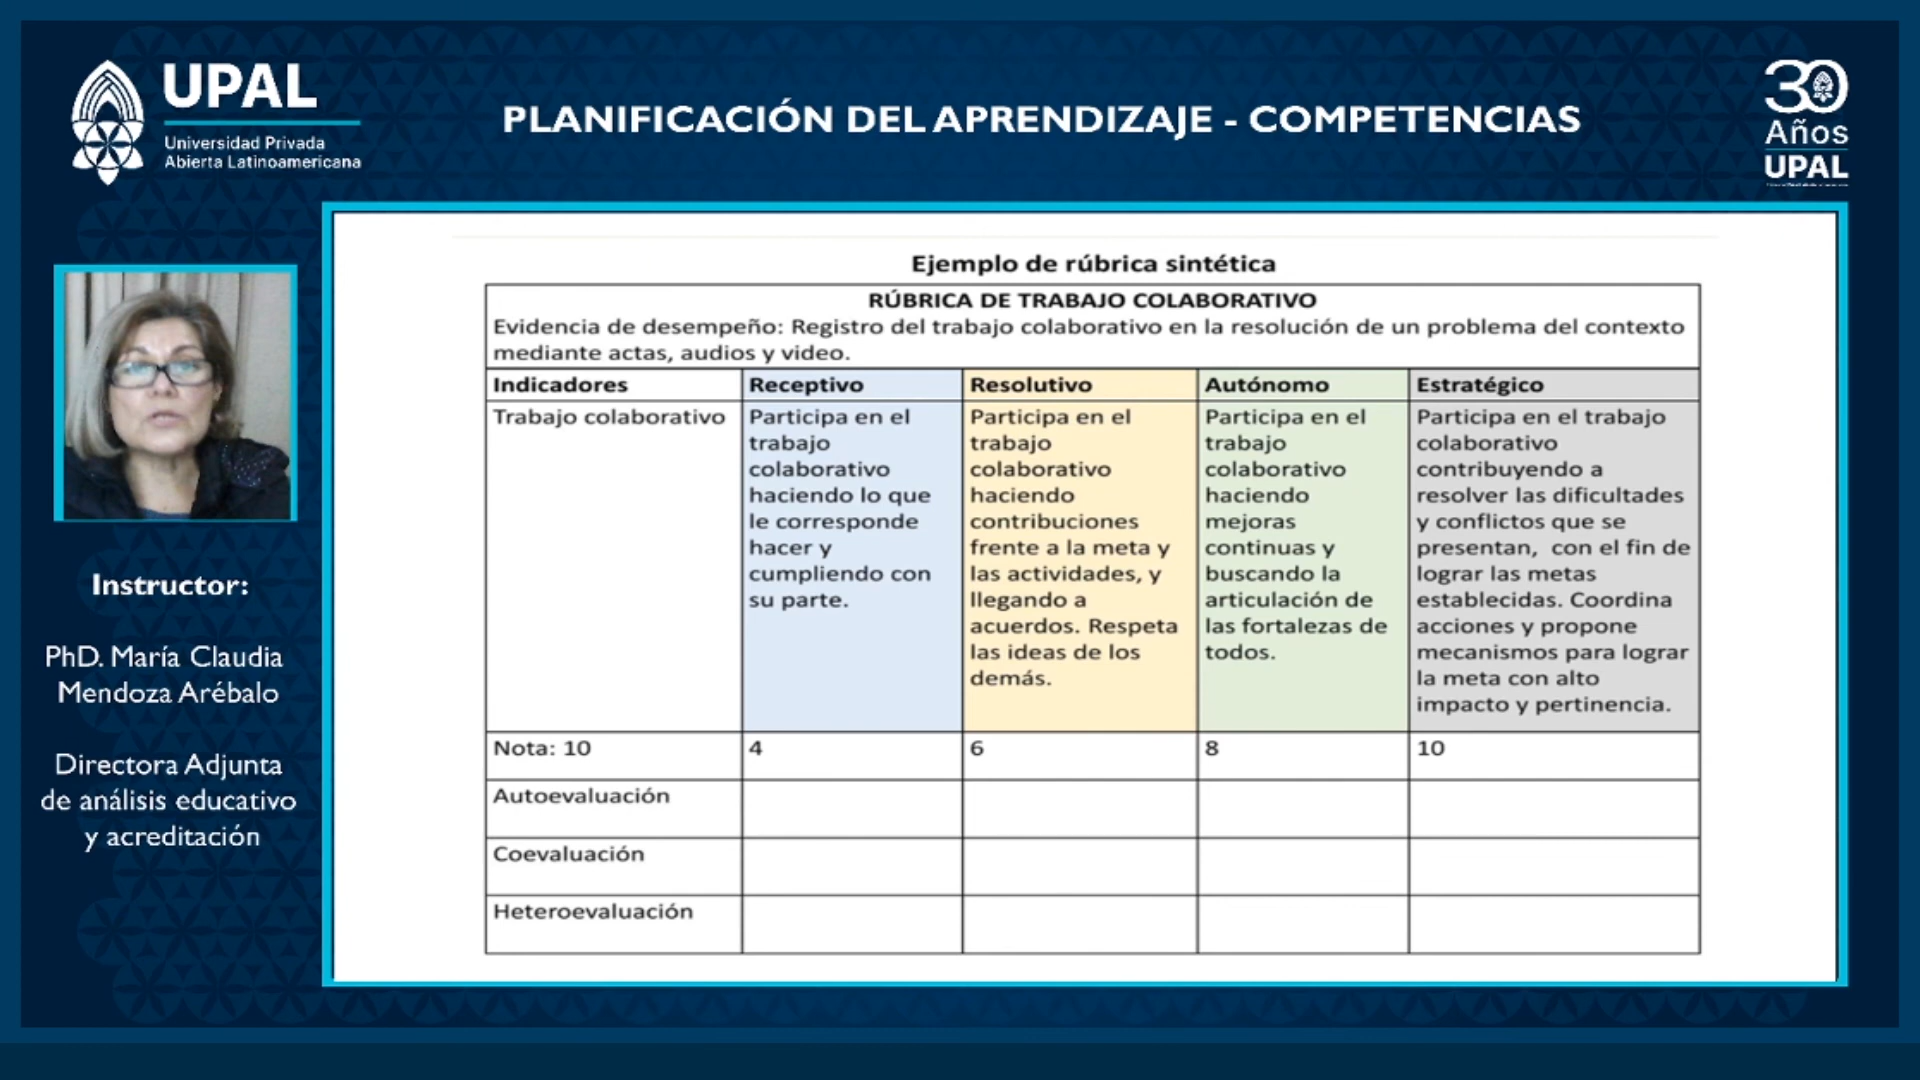 UPAL
Universidad Privada
Abierta Latinoamericana
PLANIFICACIÓN DEL APRENDIZAJE - COMPETENCIAS
30
Años
UPAL
Instructor:
PhD. María Claudia
Mendoza Arébalo
Directora Adjunta
de análisis educativo
y acreditación
Ejemplo de rúbrica sintética
RÚBRICA DE TRABAJO COLABORATIVO
Evidencia de desempeño: Registro del trabajo colaborativo en la resolución de un problema del contexto
mediante actas, audios y video.
Indicadores
Receptivo
Resolutivo
Autónomo
Estratégico
Trabajo colaborativo
Participa en el
trabajo
colaborativo
haciendo lo que
le corresponde
hacer y
cumpliendo con
su parte.
Participa en el
trabajo
colaborativo
haciendo
contribuciones
frente a la meta y
las actividades, y
llegando a
acuerdos. Respeta
las ideas de los
demás.
Participa en el
trabajo
colaborativo
haciendo
mejoras
continuas y
buscando la
articulación de
las fortalezas de
todos.
Participa en el trabajo
colaborativo
contribuyendo a
resolver las dificultades
y conflictos que se
presentan, con el fin de
lograr las metas
establecidas. Coordina
acciones y propone
mecanismos para lograr
la meta con alto
impacto y pertinencia.
Nota: 10
4
6
8
10
Autoevaluación
Coevaluación
Heteroevaluación